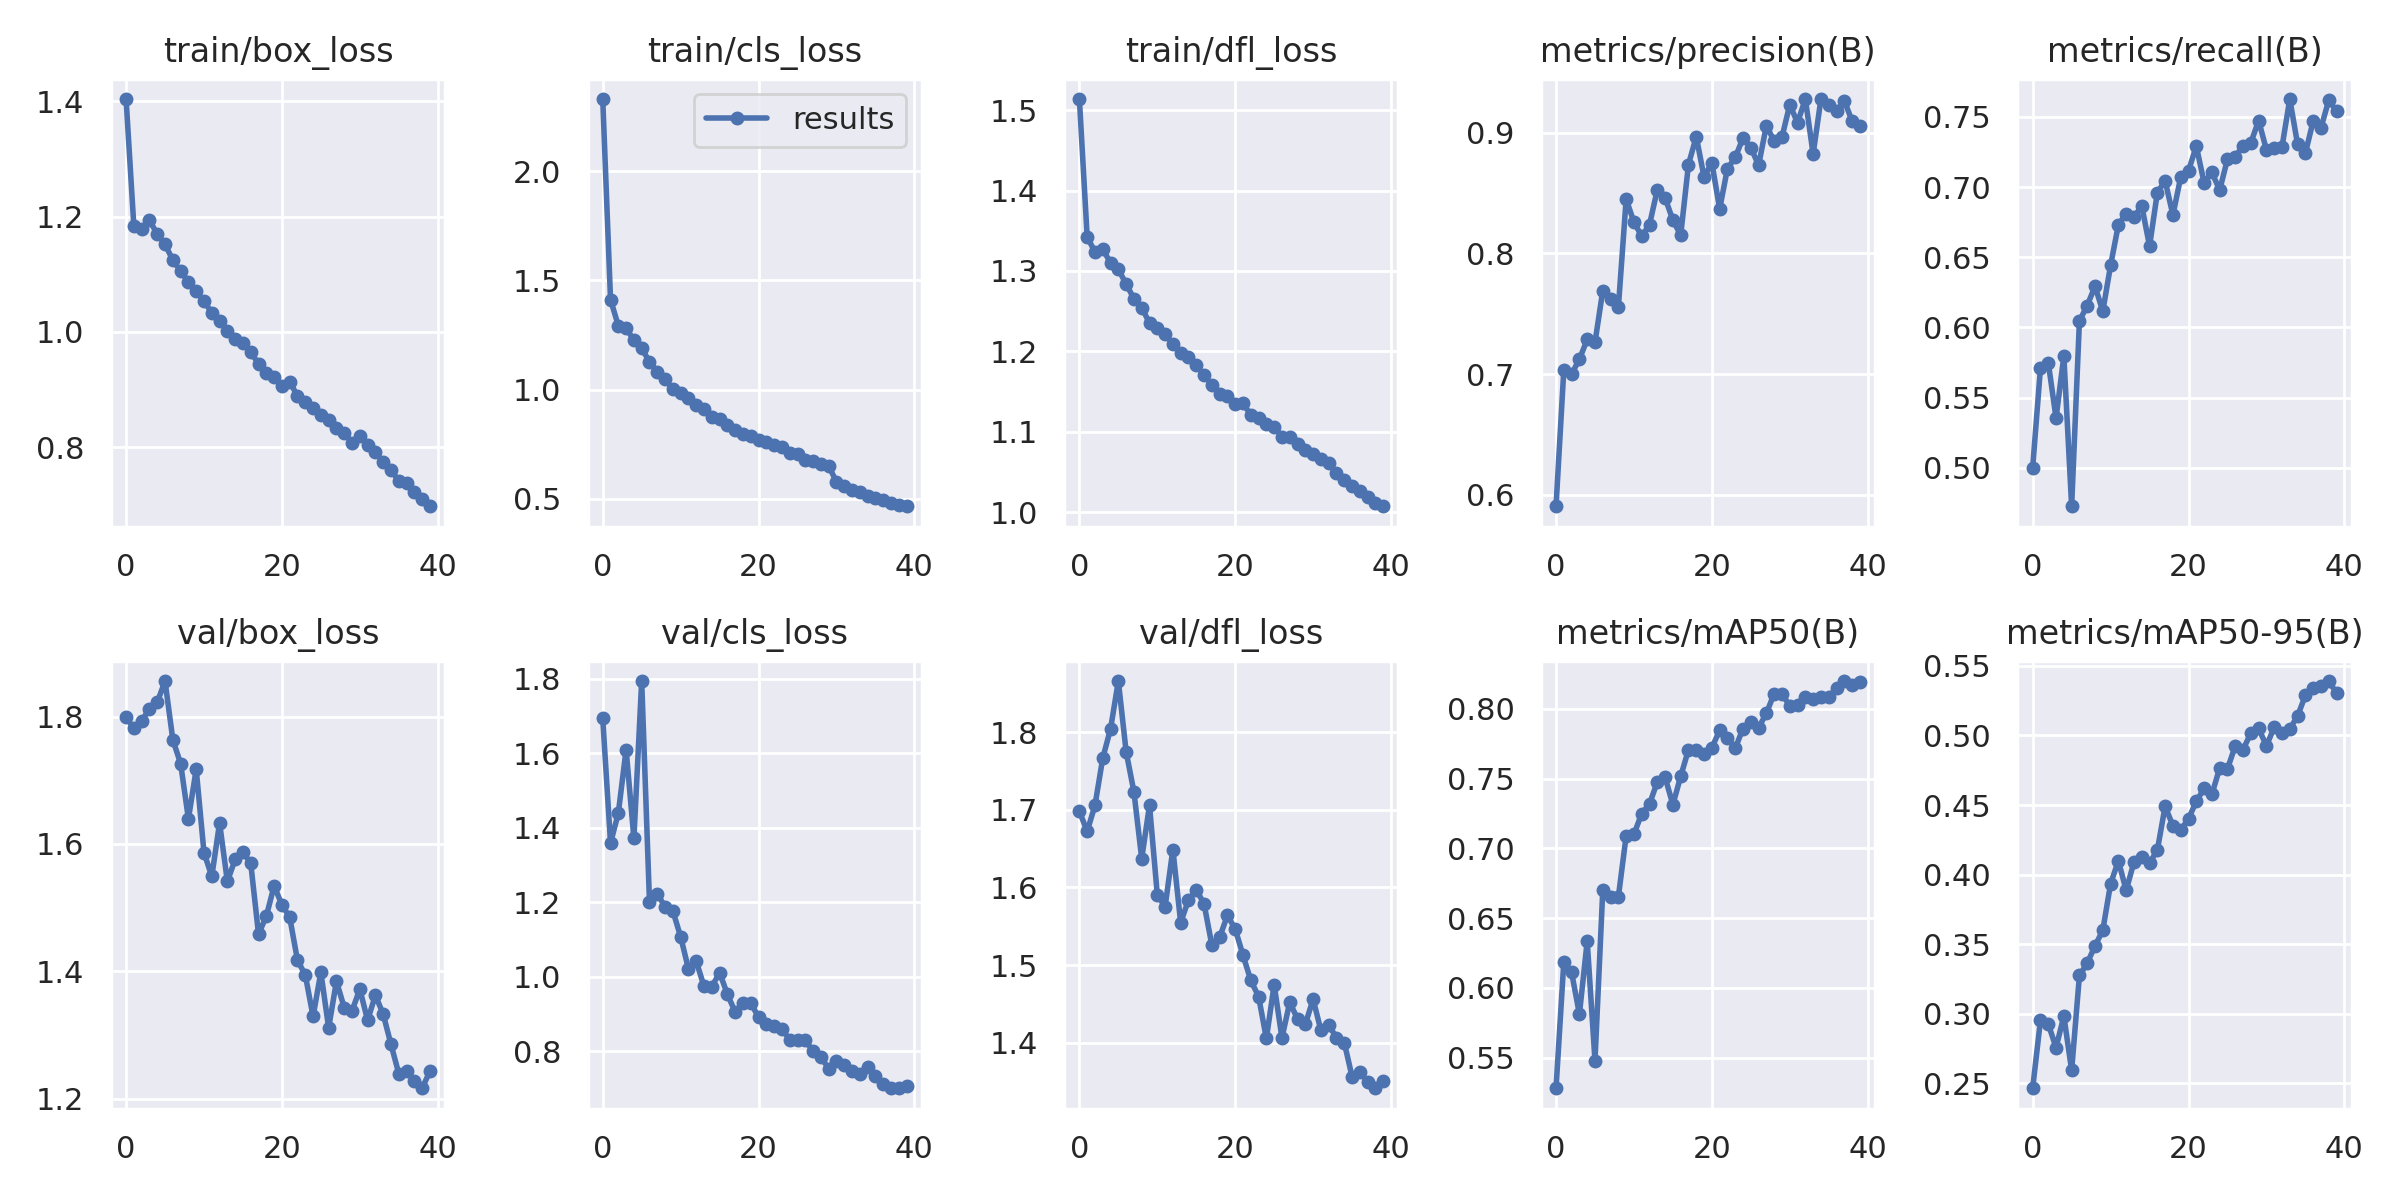 train/box_loss
1.4
1.2
1.0
0.8
0 20 40
train/cls_loss
results
2.0
1.5
1.0
0.5
0 20 40
train/dfl_loss
1.5
1.4
1.3
1.2
1.1
1.0
0 20 40
metrics/precision(B)
0.9
0.8
0.7
0.6
0 20 40
metrics/recall(B)
0.75
0.70
0.65
0.60
0.55
0.50
0 20 40
val/box_loss
1.8
1.6
1.4
1.2
0 20 40
val/cls_loss
1.8
1.6
1.4
1.2
1.0
0.8
0 20 40
val/dfl_loss
1.8
1.7
1.6
1.5
1.4
0 20 40
metrics/mAP50(B)
0.80
0.75
0.70
0.65
0.60
0.55
0 20 40
metrics/mAP50-95(B)
0.55
0.50
0.45
0.40
0.35
0.30
0.25
0 20 40